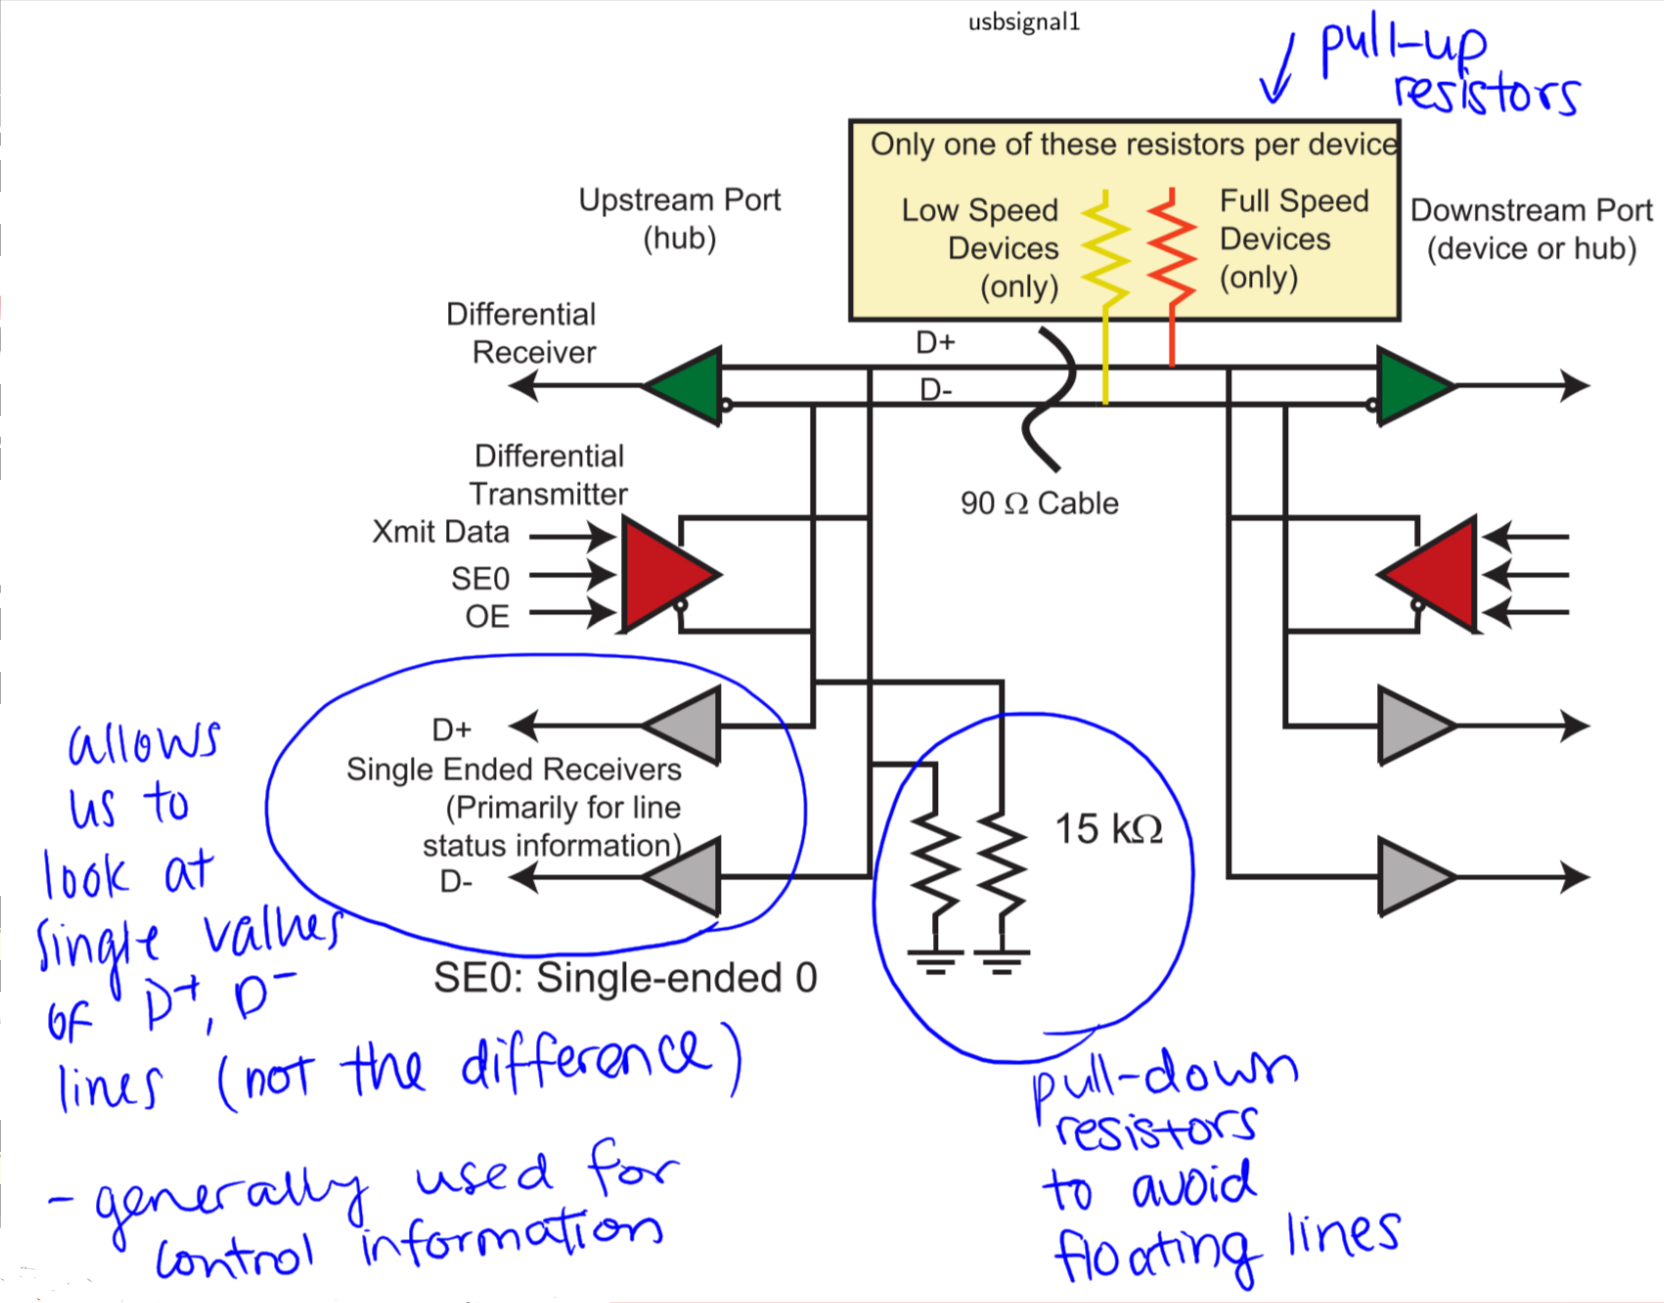 usbsignal1
pull-up
resistors
Only one of these resistors per device
Upstream Port
(hub)
Low Speed
Devices
(only)
Full Speed
Devices
(only)
Downstream Port
(device or hub)
Differential
Receiver
D+
D-
Differential
Transmitter
90 Ω Cable
Xmit Data
SE0
OE
D+
Single Ended Receivers
(Primarily for line
status information)
D-
15 kΩ
SE0: Single-ended 0
allows
us to
look at
single values
of D+, D-
lines (not the difference)
- generally used for
control information
pull-down
resistors
to avoid
floating lines